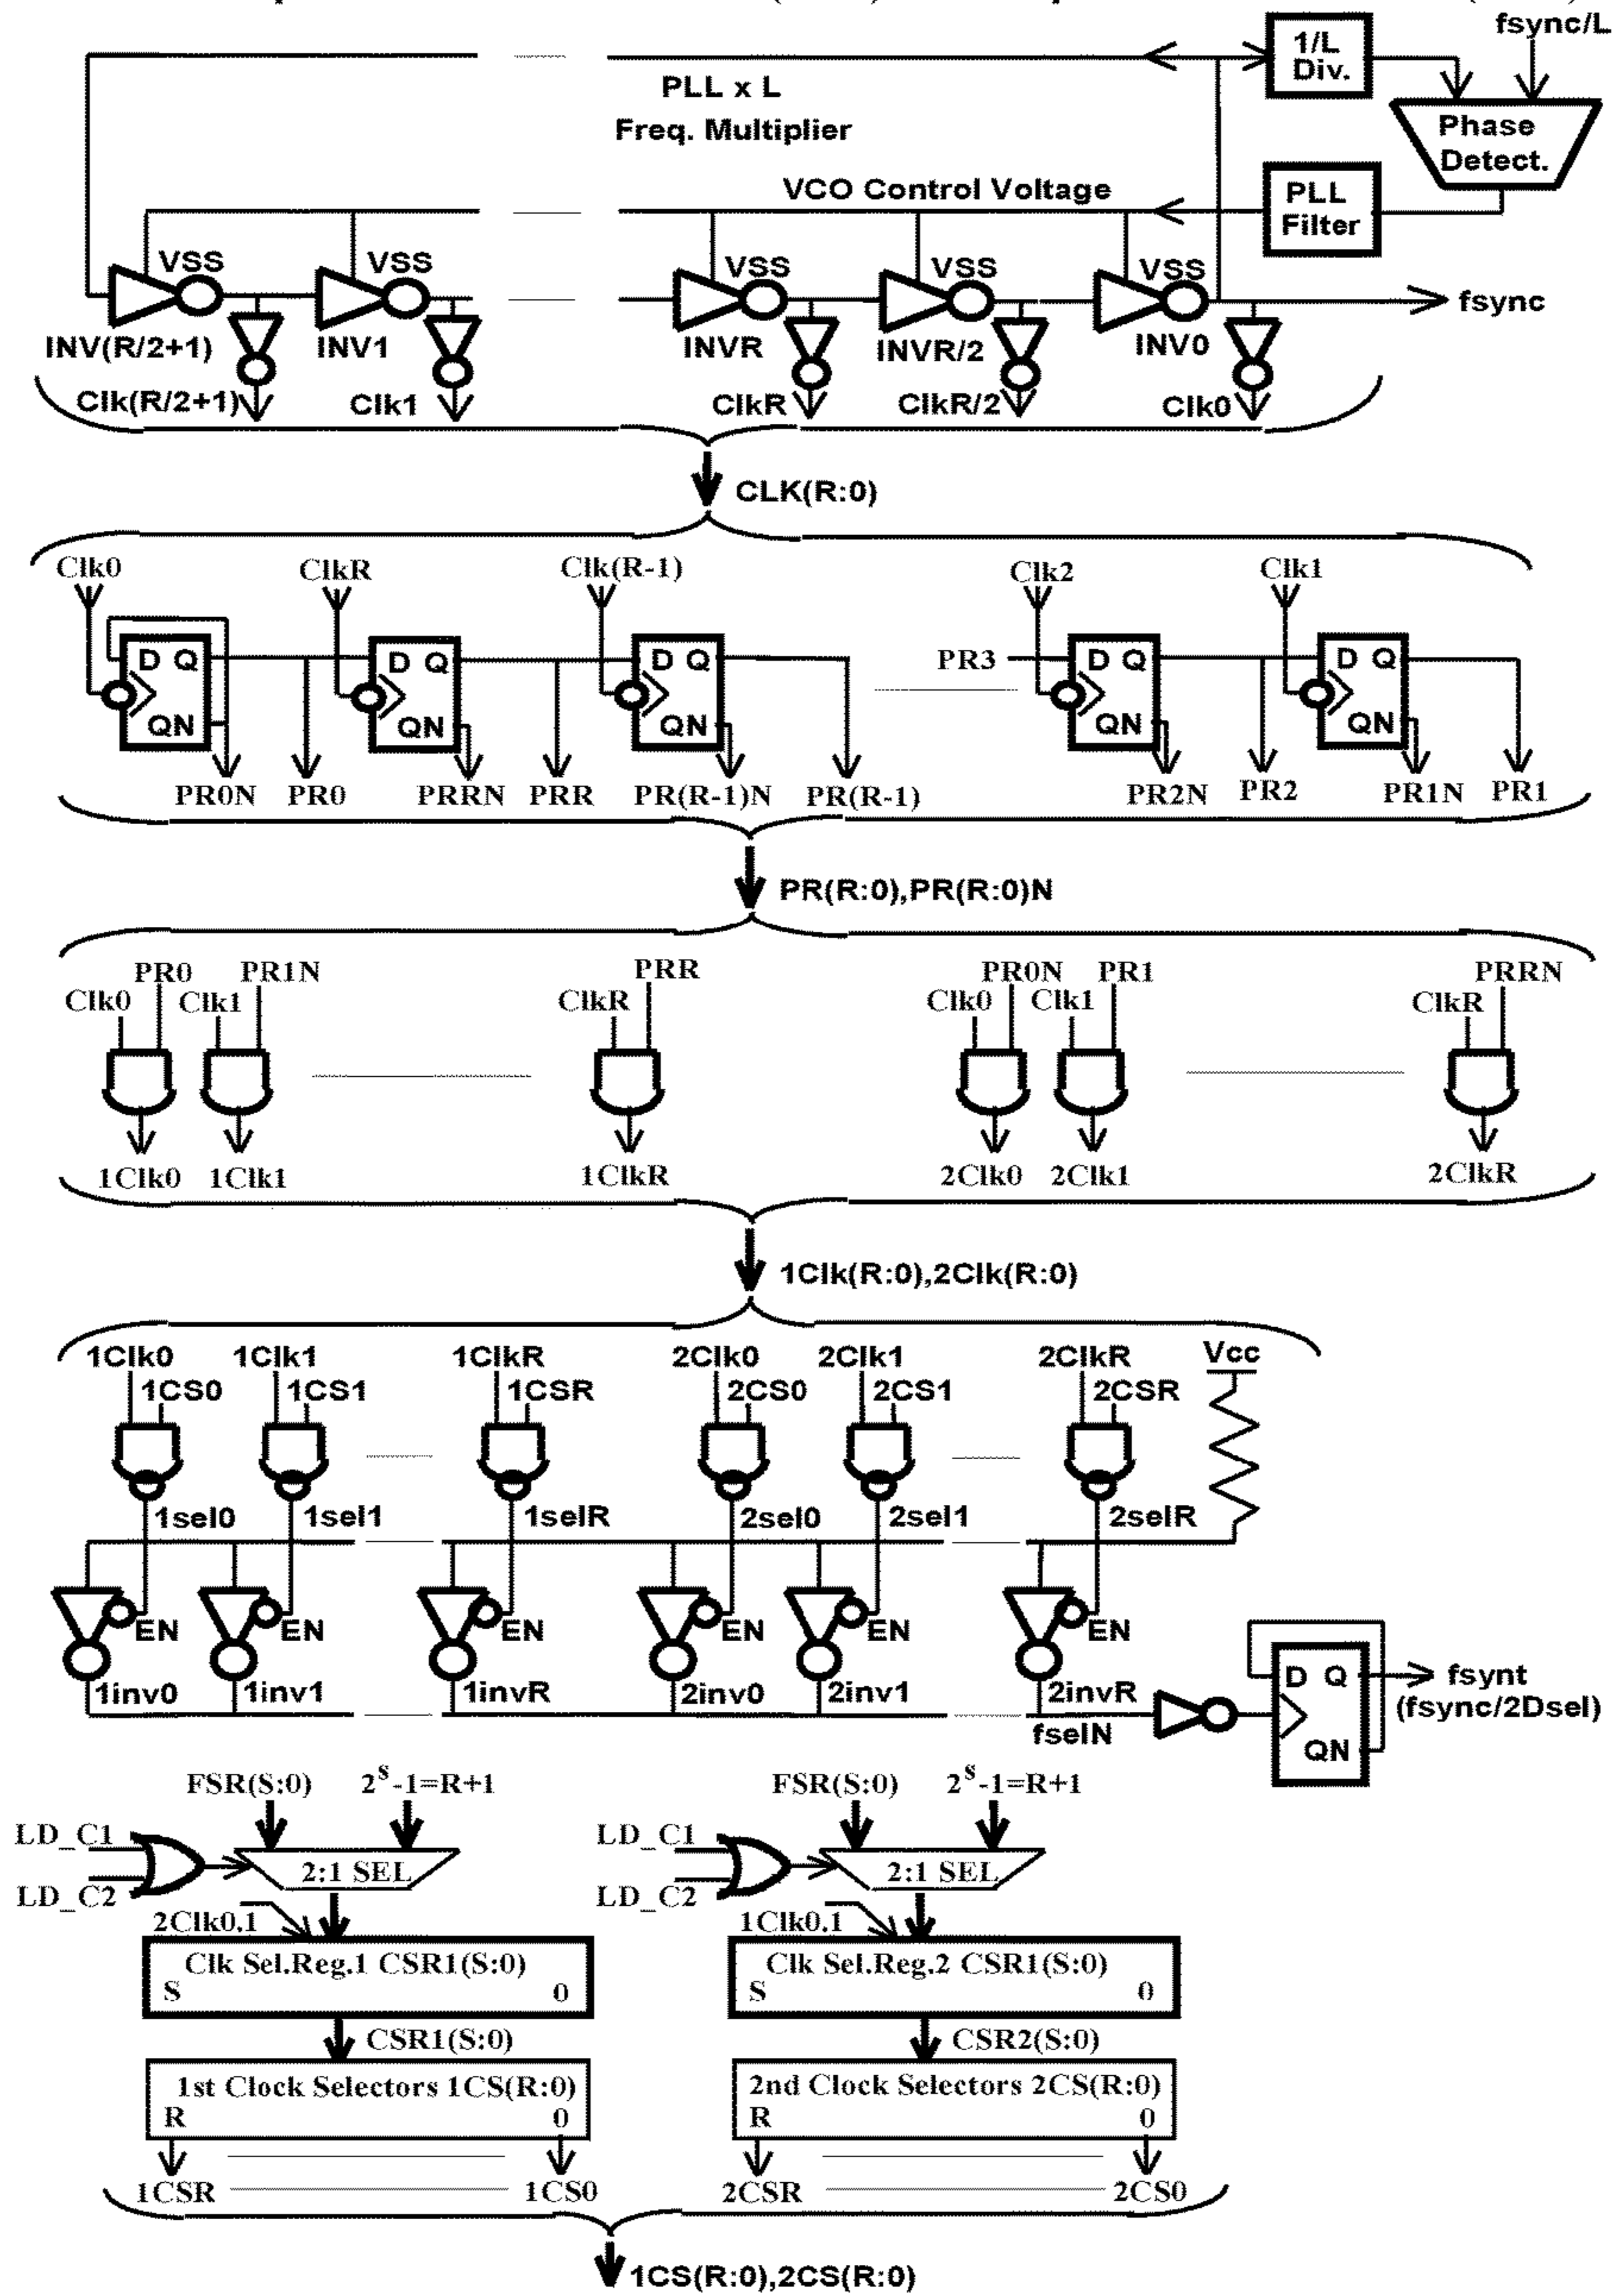 fsync/L
1/L
Div.
PLL x L
Freq. Multiplier
Phase
Detect.
VCO Control Voltage
PLL
Filter
VSS VSS VSS VSS VSS
fsync
INV(R/2+1) INV1 INVR INVR/2 INV0
Clk(R/2+1) Clk1 ClkR ClkR/2 Clk0
CLK(R:0)
Clk0 ClkR Clk(R-1) Clk2 Clk1
D Q D Q D Q PR3 D Q D Q
QN QN QN QN QN
PR0N PR0 PRRN PRR PR(R-1)N PR(R-1) PR2N PR2 PR1N PR1
PR(R:0),PR(R:0)N
PR0 PR1N PRR PR0N PR1 PRRN
Clk0 Clk1 ClkR Clk0 Clk1 ClkR
1Clk0 1Clk1 1ClkR 2Clk0 2Clk1 2ClkR
1Clk(R:0),2Clk(R:0)
1Clk0 1Clk1 1ClkR 2Clk0 2Clk1 2ClkR Vcc
1CS0 1CS1 1CSR 2CS0 2CS1 2CSR
1sel0 1sel1 1selR 2sel0 2sel1 2selR
EN EN EN EN EN EN
1inv0 1inv1 1invR 2inv0 2inv1 2invR
D Q fsynt
(fsync/2Dsel)
fselN
QN
FSR(S:0) 2^s-1=R+1 FSR(S:0) 2^s-1=R+1
LD_C1 LD_C1
2:1 SEL 2:1 SEL
LD_C2 LD_C2
2Clk0.1 1Clk0.1
Clk Sel.Reg.1 CSR1(S:0) Clk Sel.Reg.2 CSR1(S:0)
S 0 S 0
CSR1(S:0) CSR2(S:0)
1st Clock Selectors 1CS(R:0) 2nd Clock Selectors 2CS(R:0)
R 0 R 0
1CSR 1CS0 2CSR 2CS0
1CS(R:0),2CS(R:0)